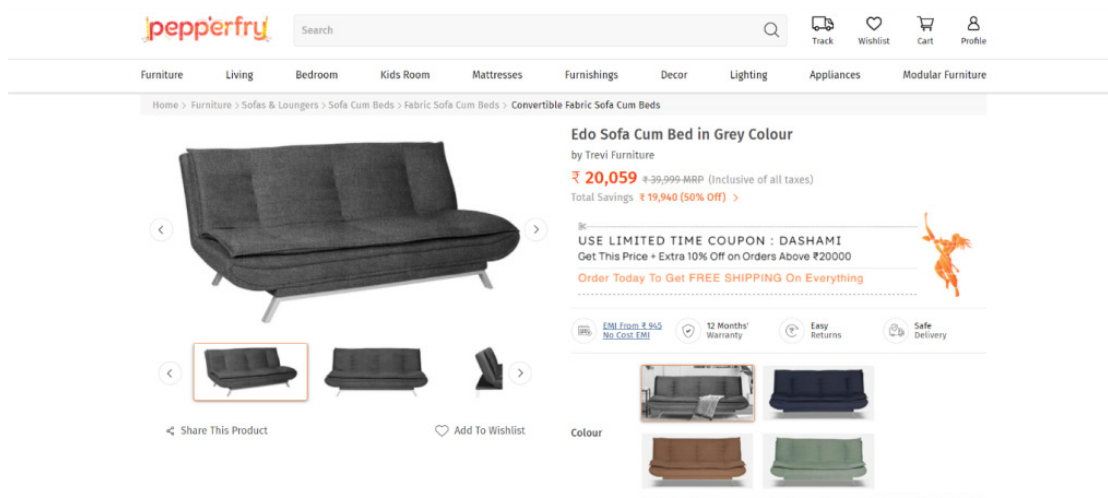 pepperfry
Search
Track
Wishlist
Cart
Profile
Furniture Living Bedroom Kids Room Mattresses Furnishings Decor Lighting Appliances Modular Furniture
Home > Furniture > Sofas & Loungers > Sofa Cum Beds > Fabric Sofa Cum Beds > Convertible Fabric Sofa Cum Beds
Edo Sofa Cum Bed in Grey Colour
by Trevi Furniture
₹ 20,059 ₹ 39,999 MRP (Inclusive of all taxes)
Total Savings ₹ 19,940 (50% Off) >
USE LIMITED TIME COUPON : DASHAMI
Get This Price + Extra 10% Off on Orders Above ₹20000
Order Today To Get FREE SHIPPING On Everything
EMI From ₹ 945
No Cost EMI
12 Months'
Warranty
Easy
Returns
Safe
Delivery
Share This Product
Add To Wishlist
Colour